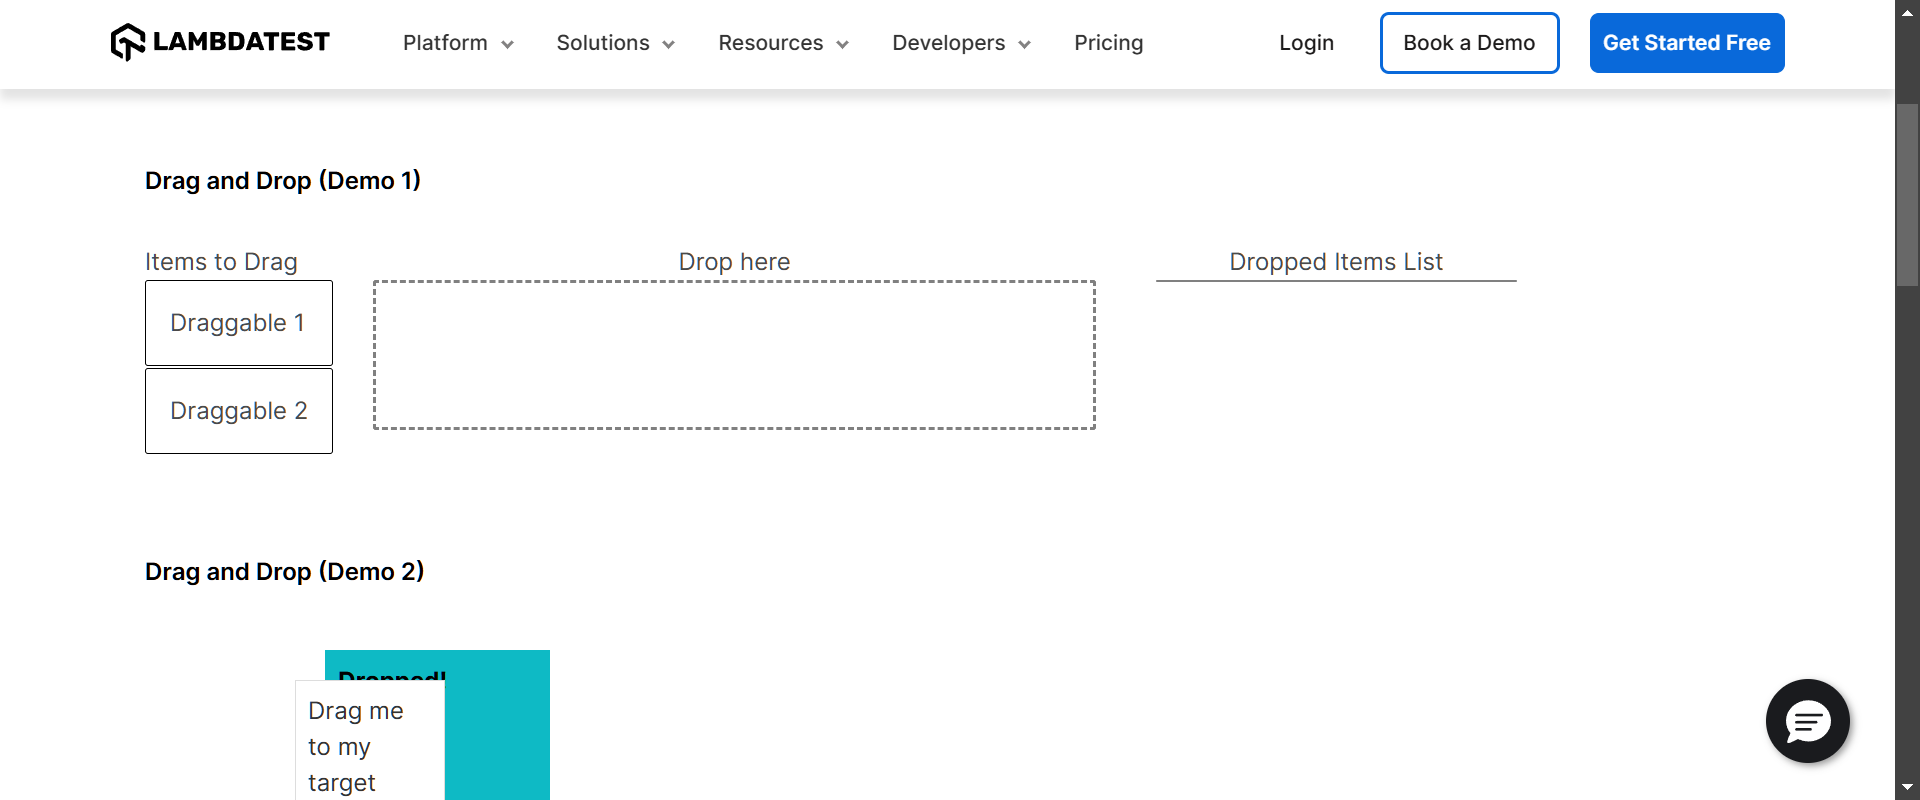 LAMBDATEST Platform Solutions Resources Developers Pricing Login Book a Demo Get Started Free
Drag and Drop (Demo 1)
Items to Drag Drop here Dropped Items List
Draggable 1
Draggable 2
Drag and Drop (Demo 2)
Dropped!
Drag me
to my
target